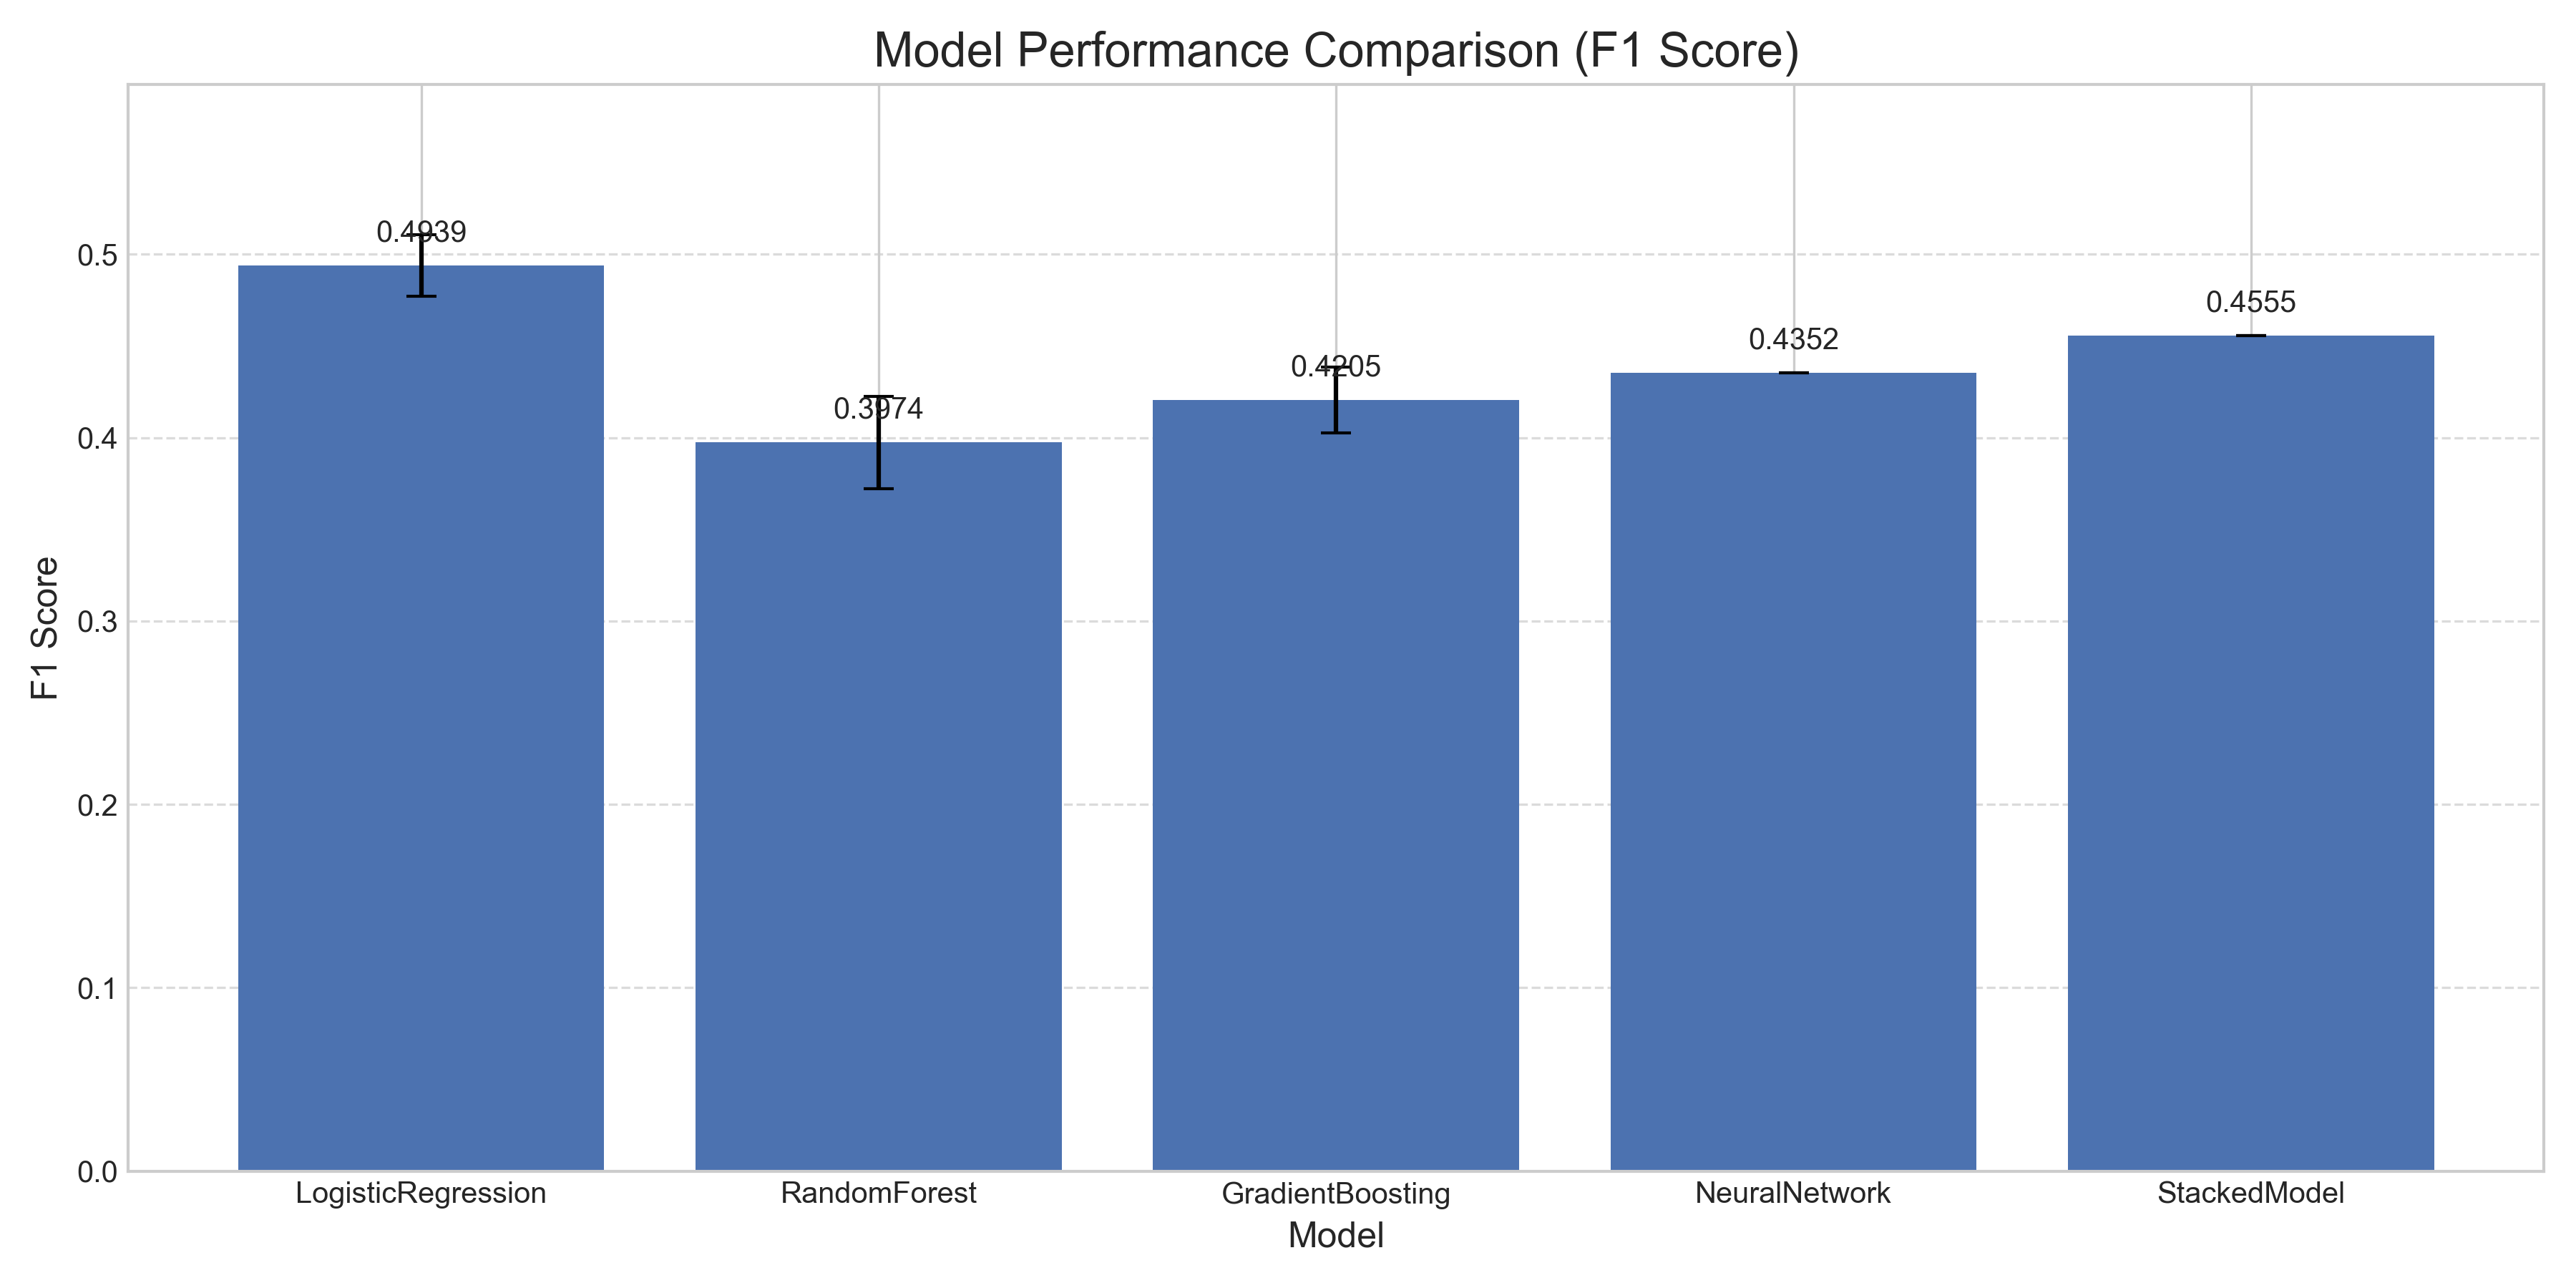 Model Performance Comparison (F1 Score)
0.4939
0.3974
0.4205
0.4352
0.4555
0.5
0.4
0.3
0.2
0.1
0.0
F1 Score
LogisticRegression
RandomForest
GradientBoosting
NeuralNetwork
StackedModel
Model